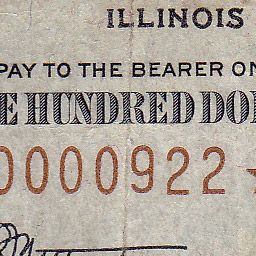 ILLINOIS
PAY TO THE BEARER ON
E HUNDRED DO
0000922